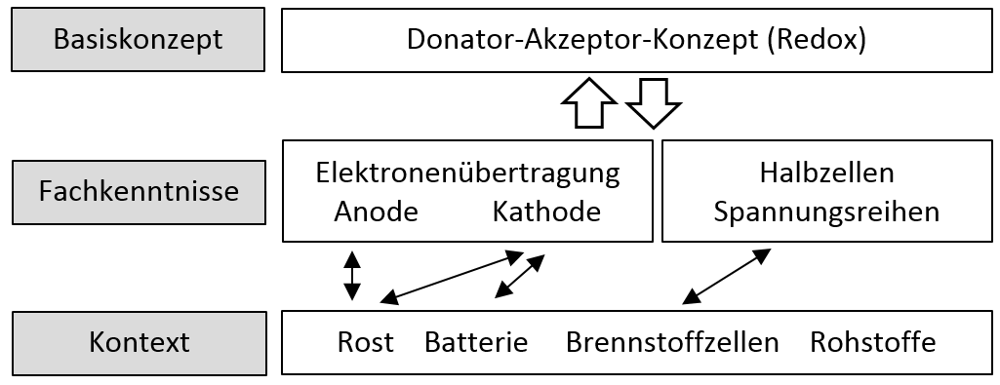 Basiskonzept
Donator-Akzeptor-Konzept (Redox)
Fachkenntnisse
Elektronenübertragung
Anode Kathode
Halbzellen
Spannungsreihen
Kontext
Rost Batterie Brennstoffzellen Rohstoffe